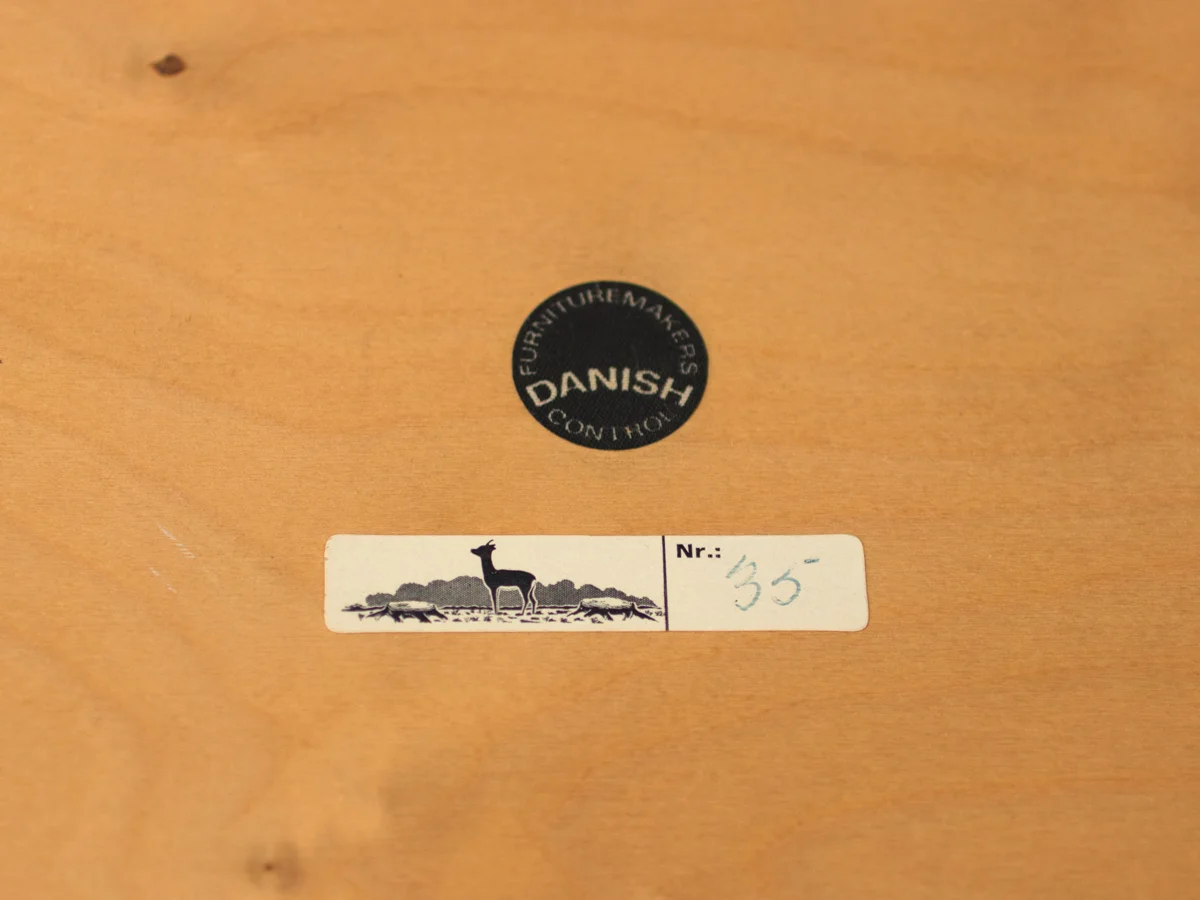 FURNITUREMAKERS
DANISH
CONTROL
Nr.: 35